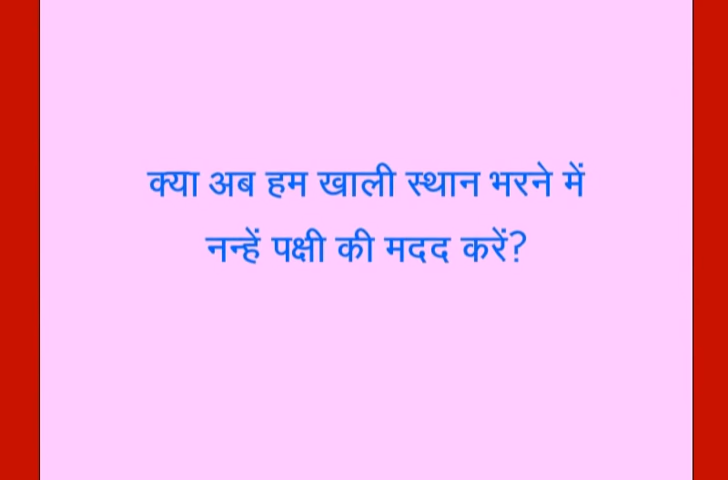 क्या अब हम खाली स्थान भरने में
नन्हें पक्षी की मदद करें?